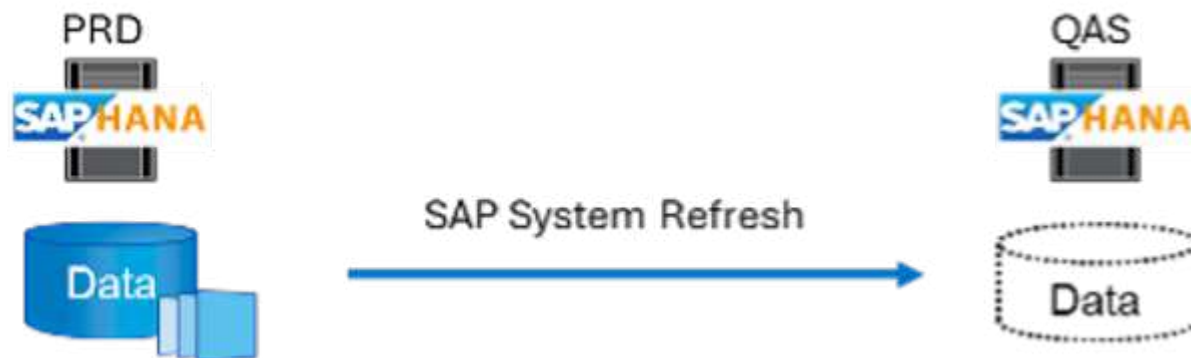 PRD
QAS
SAP HANA
SAP HANA
SAP System Refresh
Data
Data